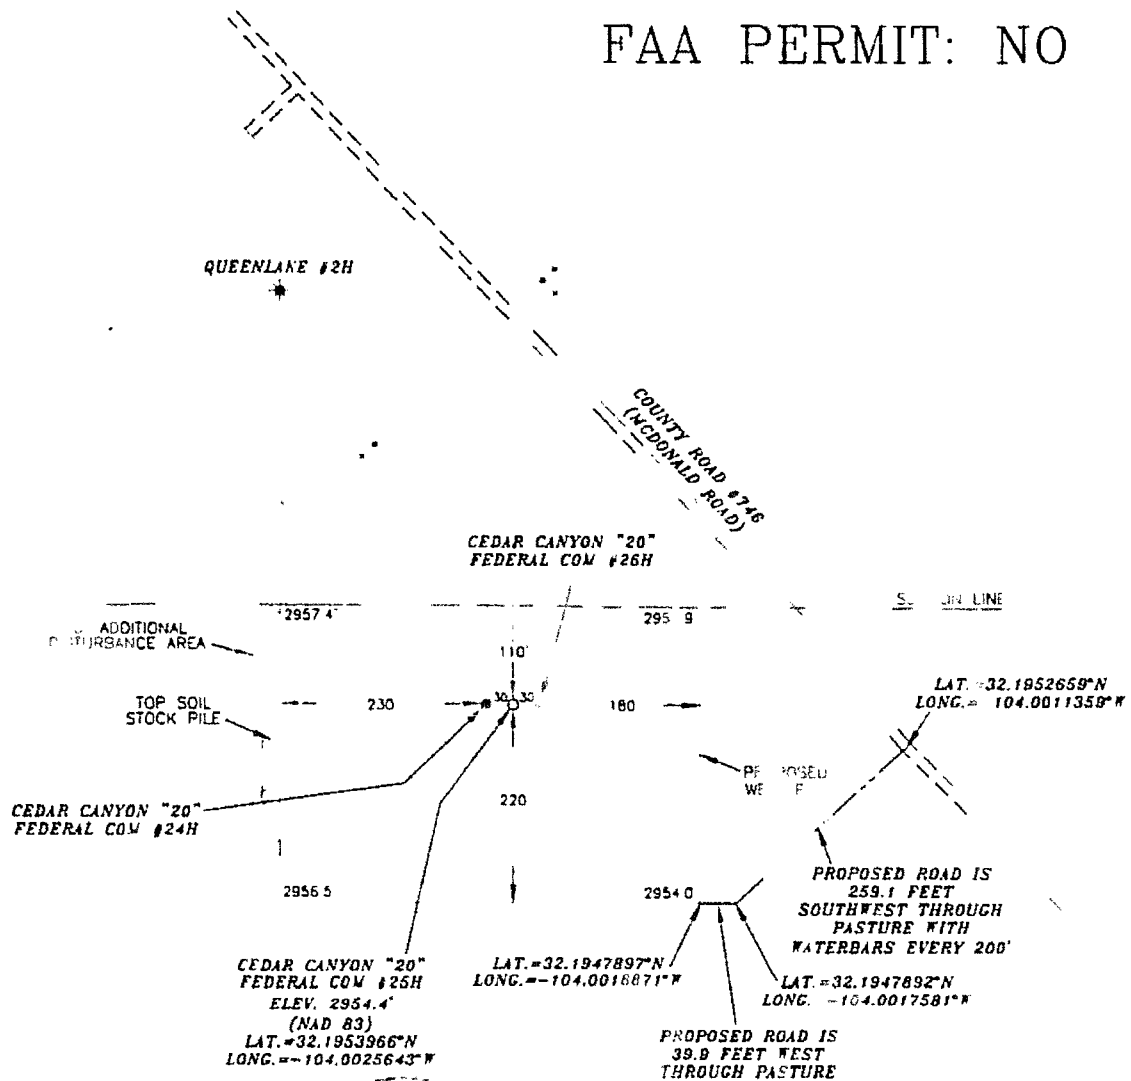 FAA PERMIT: NO
QUEENLAKE #2H
COUNTY ROAD #746
(MCDONALD ROAD)
CEDAR CANYON "20"
FEDERAL COM #26H
2957.4'
LINE
ADDITIONAL
AREA
110'
TOP SOIL
STOCK PILE
230
30
30
180
LAT.=32.1952659°N
LONG.= 104.0011359°W
CEDAR CANYON "20"
FEDERAL COM #24H
220
2956.5
2954.0
PROPOSED ROAD IS
259.1 FEET
SOUTHWEST THROUGH
PASTURE WITH
WATERBARS EVERY 200'
CEDAR CANYON "20"
FEDERAL COM #25H
ELEV. 2954.4'
(NAD 83)
LAT.=32.1953966°N
LONG.=-104.0025643°W
LAT.=32.1947897°N
LONG.=-104.0018871°W
LAT.=32.1947892°N
LONG. -104.0017581°W
PROPOSED ROAD IS
39.9 FEET WEST
THROUGH PASTURE